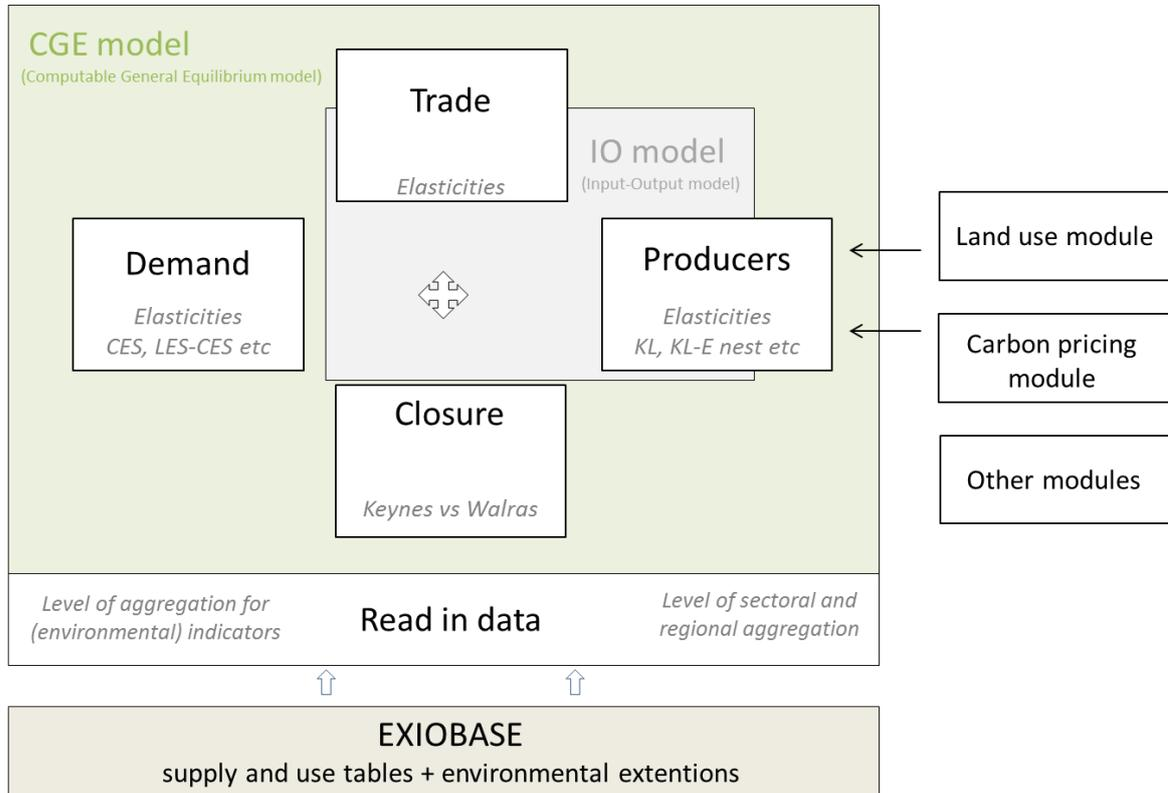 CGE model
(Computable General Equilibrium model)
Trade
Elasticities
IO model
(Input-Output model)
Demand
Elasticities
CES, LES-CES etc
Producers
Elasticities
KL, KL-E nest etc
Closure
Keynes vs Walras
Land use module
Carbon pricing
module
Other modules
Level of aggregation for
(environmental) indicators
Read in data
Level of sectoral and
regional aggregation
EXIOBASE
supply and use tables + environmental extentions